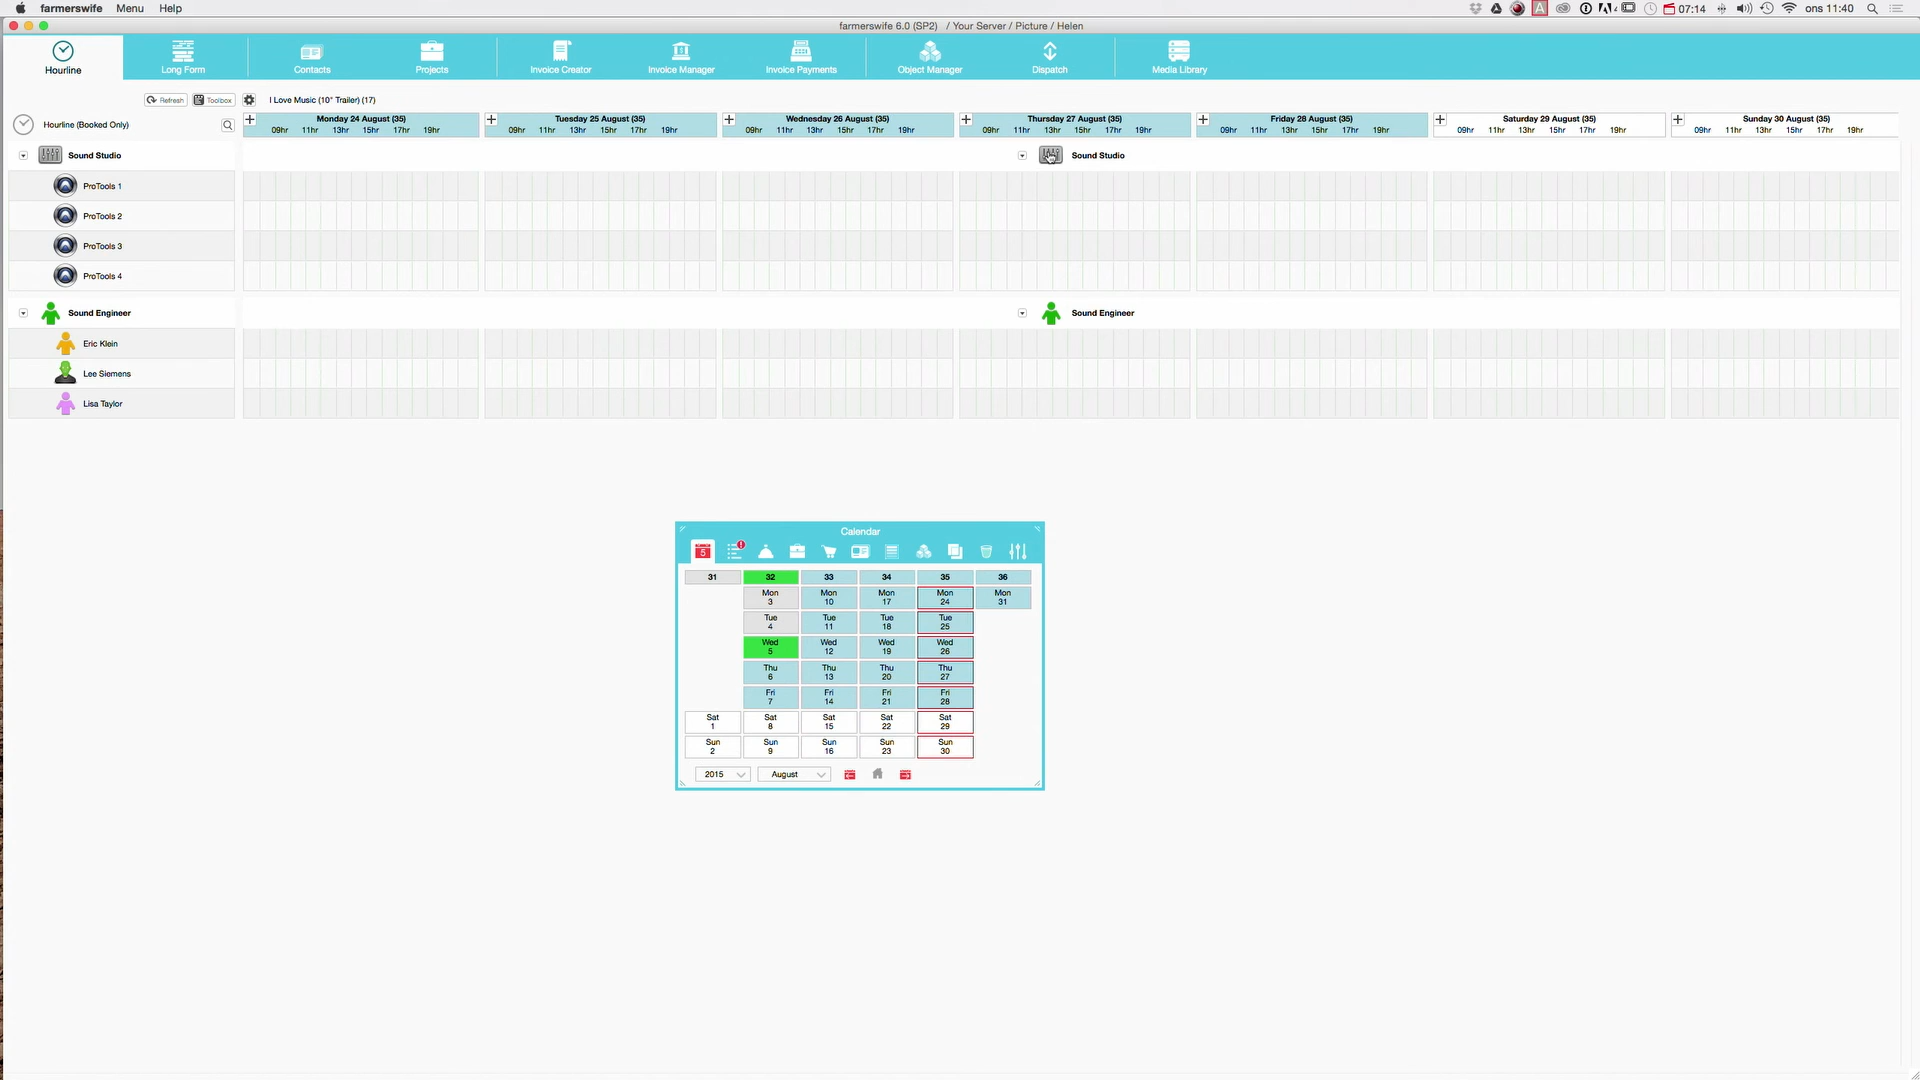 farmerswife Menu Help 07:14 ons 11:40
farmerswife 6.0 (SP2) / Your Server / Picture / Helen
Hourline Long Form Contacts Projects Invoice Creator Invoice Manager Invoice Payments Object Manager Dispatch Media Library
Refresh Toolbox I Love Music (10" Trailer) (17)
Hourline (Booked Only)
Monday 24 August (35) Tuesday 25 August (35) Wednesday 26 August (35) Thursday 27 August (35) Friday 28 August (35) Saturday 29 August (35) Sunday 30 August (35)
09hr 11hr 13hr 15hr 17hr 19hr 09hr 11hr 13hr 15hr 17hr 19hr 09hr 11hr 13hr 15hr 17hr 19hr 09hr 11hr 13hr 15hr 17hr 19hr 09hr 11hr 13hr 15hr 17hr 19hr 09hr 11hr 13hr 15hr 17hr 19hr 09hr 11hr 13hr 15hr 17hr 19hr
Sound Studio Sound Studio
ProTools 1
ProTools 2
ProTools 3
ProTools 4
Sound Engineer Sound Engineer
Eric Klein
Lee Siemens
Lisa Taylor
Calendar
5
31 32 33 34 35 36
Mon Mon Mon Mon Mon
3 10 17 24 31
Tue Tue Tue Tue
4 11 18 25
Wed Wed Wed Wed
5 12 19 26
Thu Thu Thu Thu
6 13 20 27
Fri Fri Fri Fri
7 14 21 28
Sat Sat Sat Sat Sat
1 8 15 22 29
Sun Sun Sun Sun Sun
2 9 16 23 30
2015 August